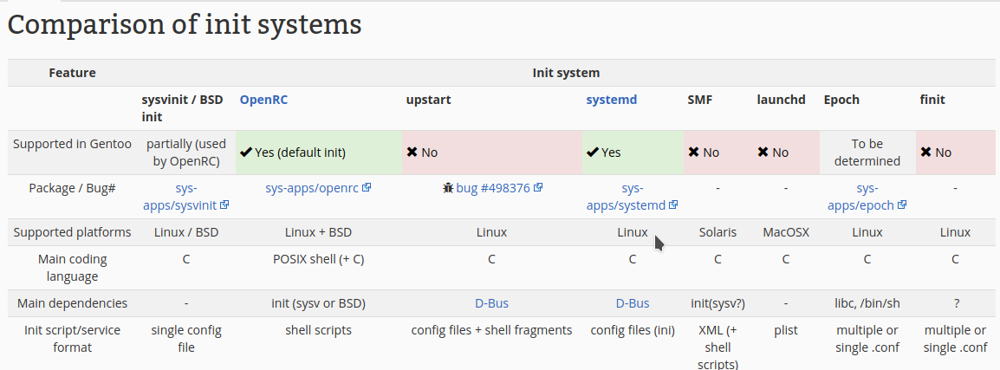 Comparison of init systems
Feature Init system
sysvinit / BSD init OpenRC upstart systemd SMF launchd Epoch finit
Supported in Gentoo partially (used by OpenRC) Yes (default init) No Yes No No To be determined No
Package / Bug# sys-apps/sysvinit sys-apps/openrc bug #498376 sys-apps/systemd - - sys-apps/epoch -
Supported platforms Linux / BSD Linux + BSD Linux Linux Solaris MacOSX Linux Linux
Main coding language C POSIX shell (+ C) C C C C C C
Main dependencies - init (sysv or BSD) D-Bus D-Bus init(sysv?) - libc, /bin/sh ?
Init script/service format single config file shell scripts config files + shell fragments config files (ini) XML (+ shell scripts) plist multiple or single .conf multiple or single .conf